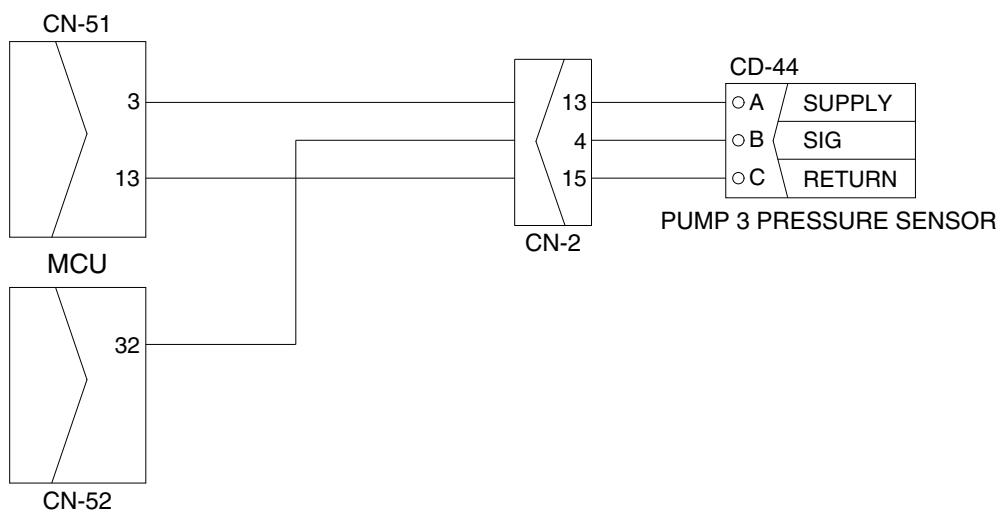 CN-51
3
13
MCU
32
CN-52
13
4
15
CN-2
CD-44
A SUPPLY
B SIG
C RETURN
PUMP 3 PRESSURE SENSOR